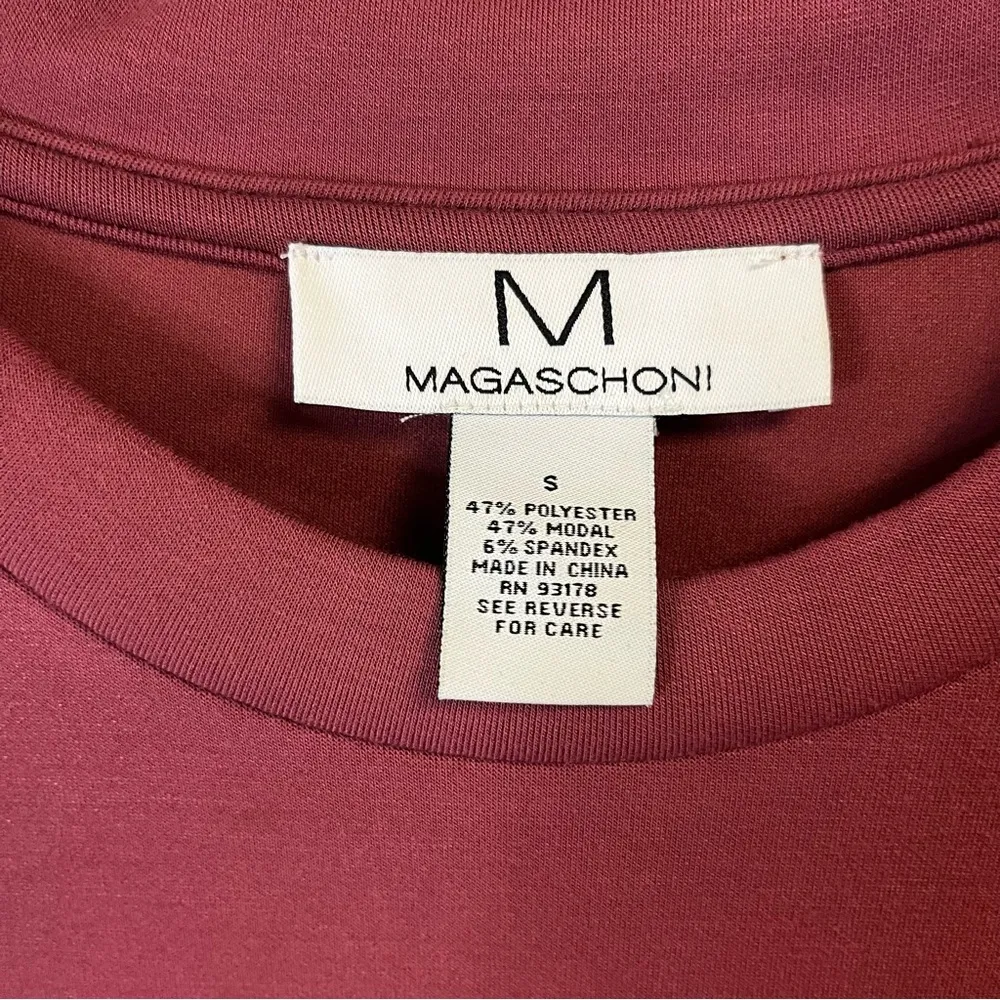 M
MAGASCHONI
S
47% POLYESTER
47% MODAL
6% SPANDEX
MADE IN CHINA
RN 93178
SEE REVERSE
FOR CARE